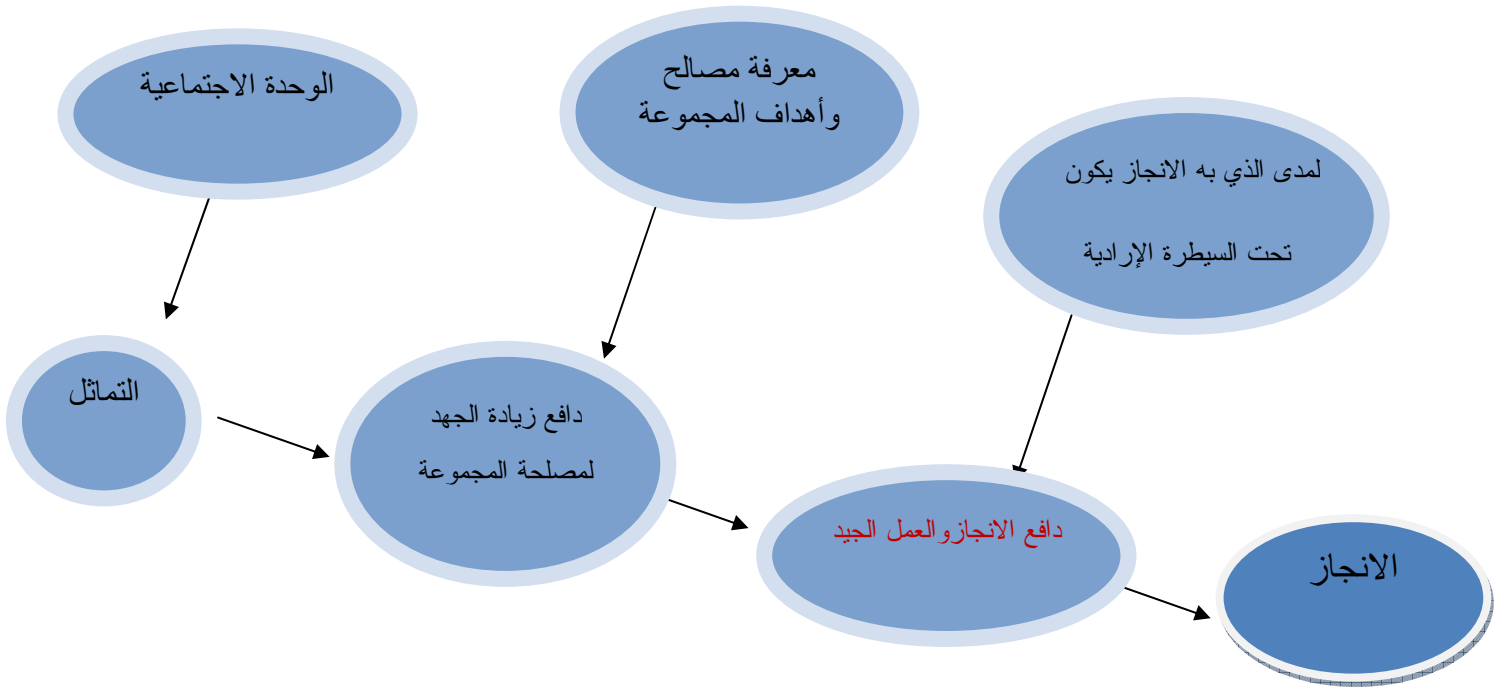 الوحدة الاجتماعية
معرفة مصالح
وأهداف المجموعة
لمدى الذي به الانجاز يكون
تحت السيطرة الإرادية
التماثل
دافع زيادة الجهد
لمصلحة المجموعة
دافع الانجازوالعمل الجيد
الانجاز